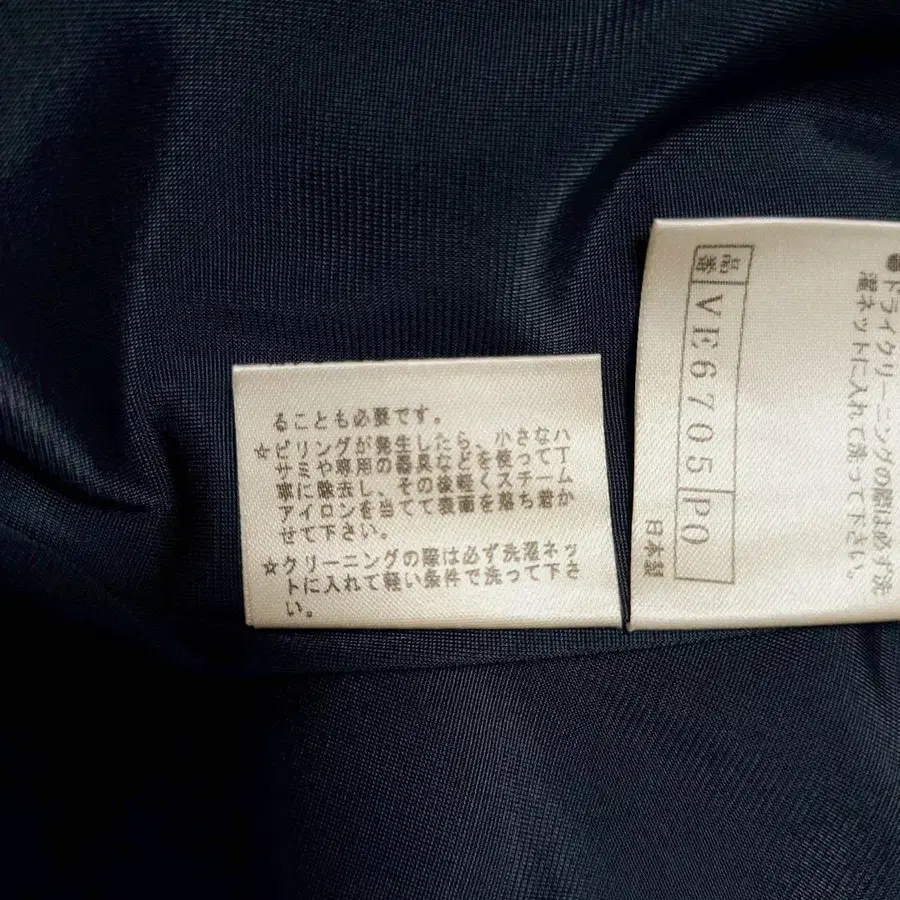 ることも必要です。
☆ピリングが発生したら、小さなハ
サミや専用の器具などを使って丁
寧に除去し、その後軽くスチーム
アイロンを当てて表面を落ち着か
せて下さい。
☆クリーニングの際は必ず洗濯ネッ
トに入れて軽い条件で洗って下さ
い。
●ドライクリーニングの際は必ず洗
濯ネットに入れて洗って下さい。
品番 VE6705 P0
日本製